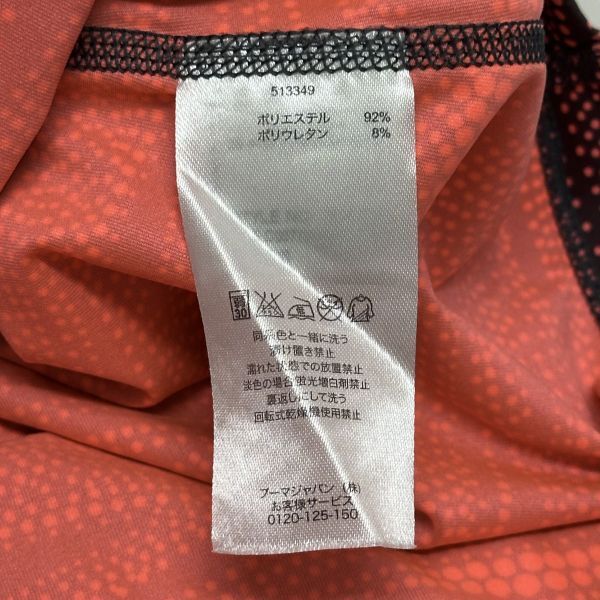 513349
ポリエステル 92%
ポリウレタン 8%
30
同系色と一緒に洗う
漬け置き禁止
濡れた状態での放置禁止
淡色の場合蛍光増白剤禁止
裏返しにして洗う
回転式乾燥機使用禁止
プーマジャパン (株)
お客様サービス
0120-125-150